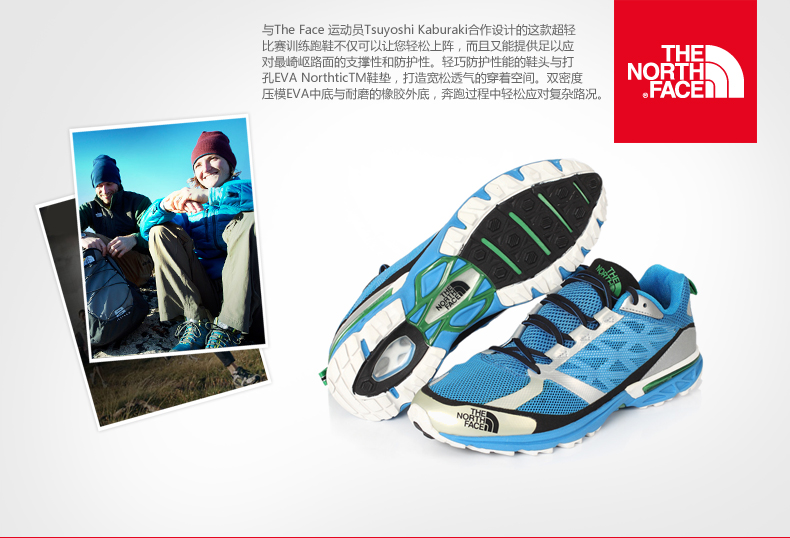 与The Face 运动员Tsuyoshi Kaburaki合作设计的这款超轻
比赛训练跑鞋不仅可以让您轻松上阵，而且又能提供足以应
对最崎岖路面的支撑性和防护性。轻巧防护性能的鞋头与打
孔EVA NorthticTM鞋垫，打造宽松透气的穿着空间。双密度
压模EVA中底与耐磨的橡胶外底，奔跑过程中轻松应对复杂路况。
THE
NORTH
FACE
®
THE
NORTH
FACE
THE
NORTH
FACE
THE
NORTH
FACE